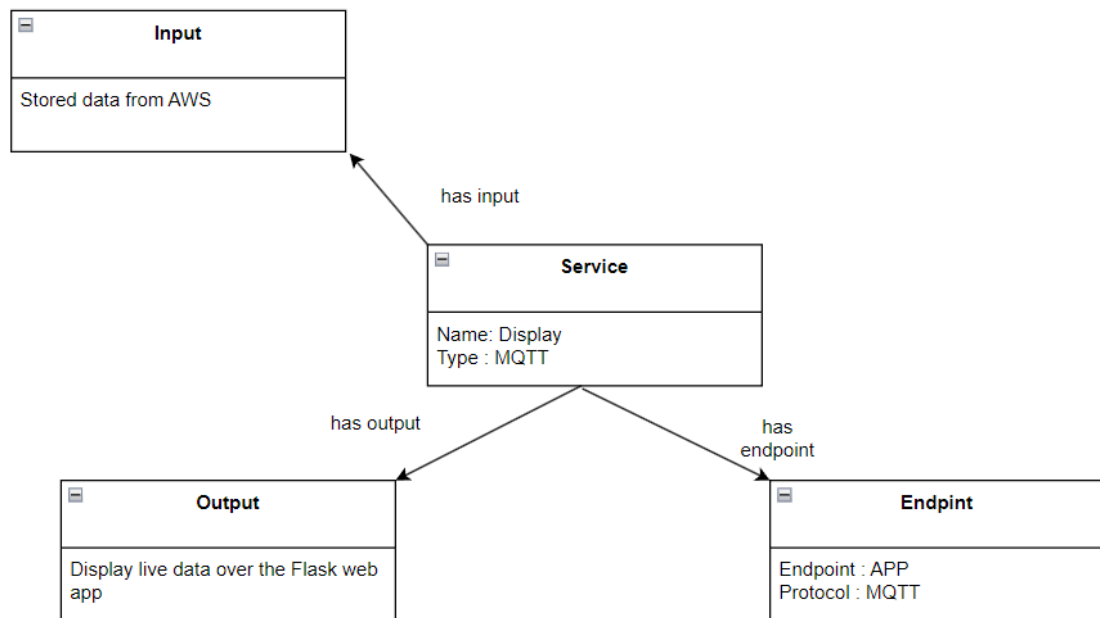 Input
Stored data from AWS
has input
Service
Name: Display
Type : MQTT
has output
has
endpoint
Output
Display live data over the Flask web
app
Endpint
Endpoint : APP
Protocol : MQTT